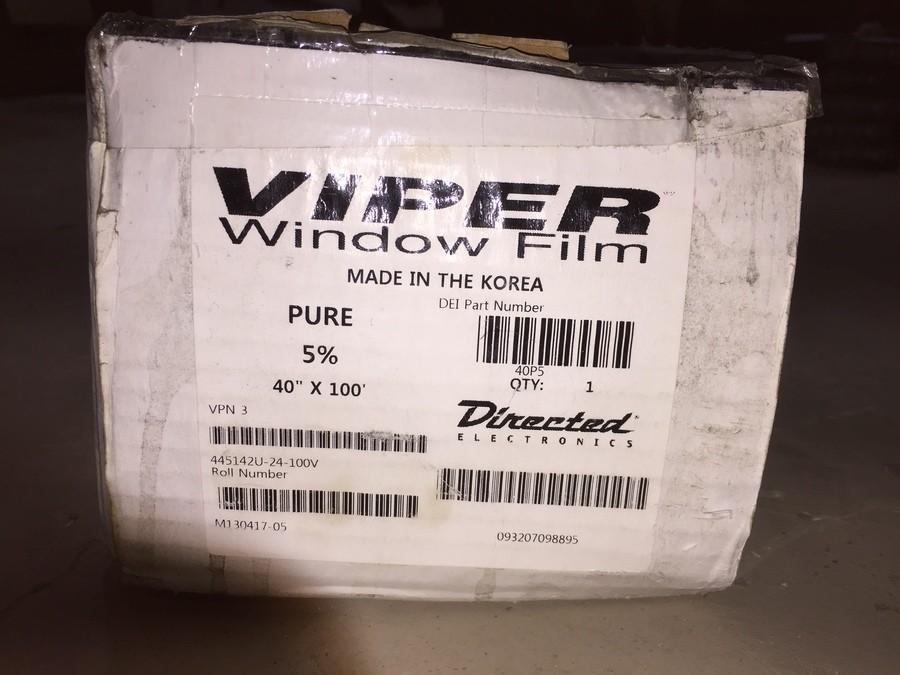 VIPER
Window Film
MADE IN THE KOREA
DEI Part Number
PURE
5%
40" X 100'
40P5
QTY: 1
VPN 3
Directed
ELECTRONICS
445142U-24-100V
Roll Number
M130417-05
093207098895